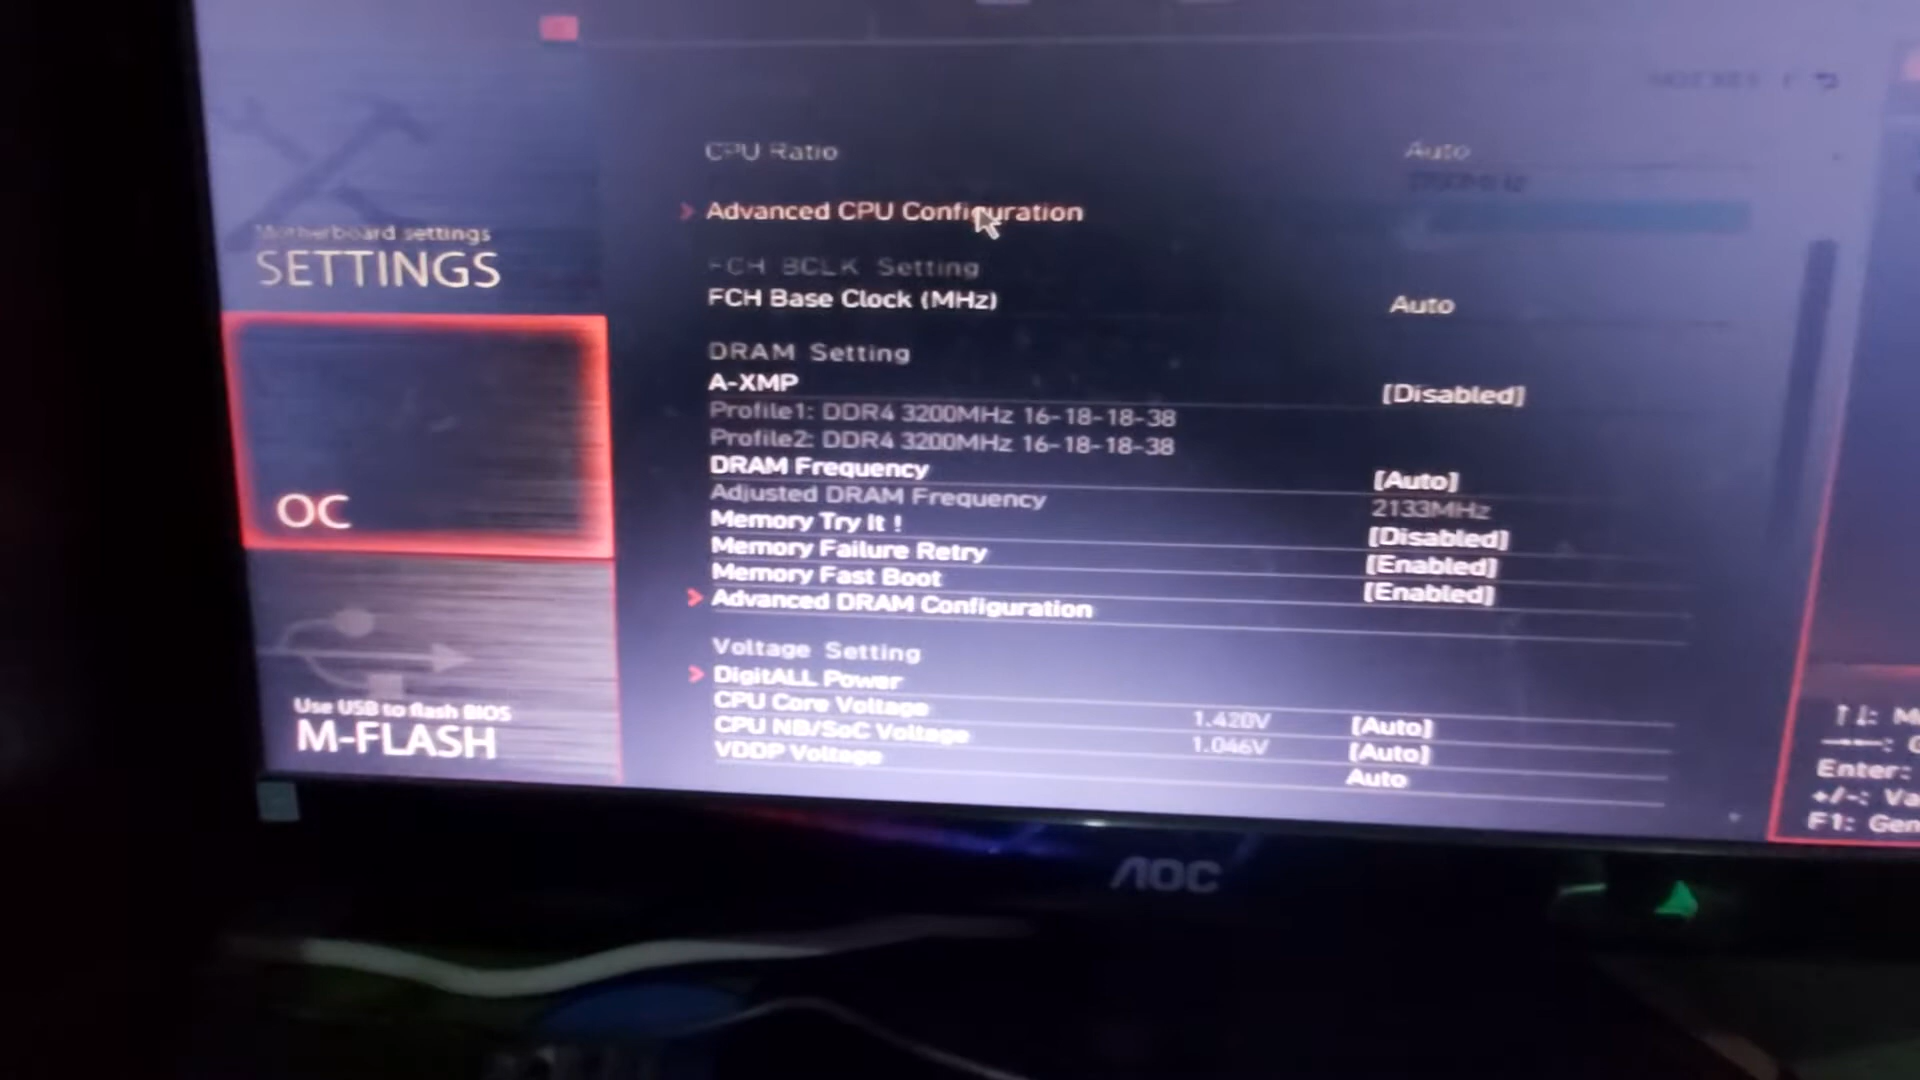 CPU Ratio Auto
> Advanced CPU Configuration
Motherboard settings
SETTINGS
FCH BCLK Setting
FCH Base Clock (MHz) Auto
DRAM Setting
A-XMP [Disabled]
Profile1: DDR4 3200MHz 16-18-18-38
Profile2: DDR4 3200MHz 16-18-18-38
DRAM Frequency [Auto]
Adjusted DRAM Frequency 2133MHz
OC
Memory Try It ! [Disabled]
Memory Failure Retry [Enabled]
Memory Fast Boot [Enabled]
> Advanced DRAM Configuration
Voltage Setting
> DigitALL Power
CPU Core Voltage 1.420V [Auto]
CPU NB/SoC Voltage 1.046V [Auto]
VDDP Voltage Auto
Use USB to flash BIOS
M-FLASH
Enter:
+/-: Va
F1: Gen
AOC